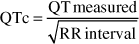 QTc = QT measured
√RR interval